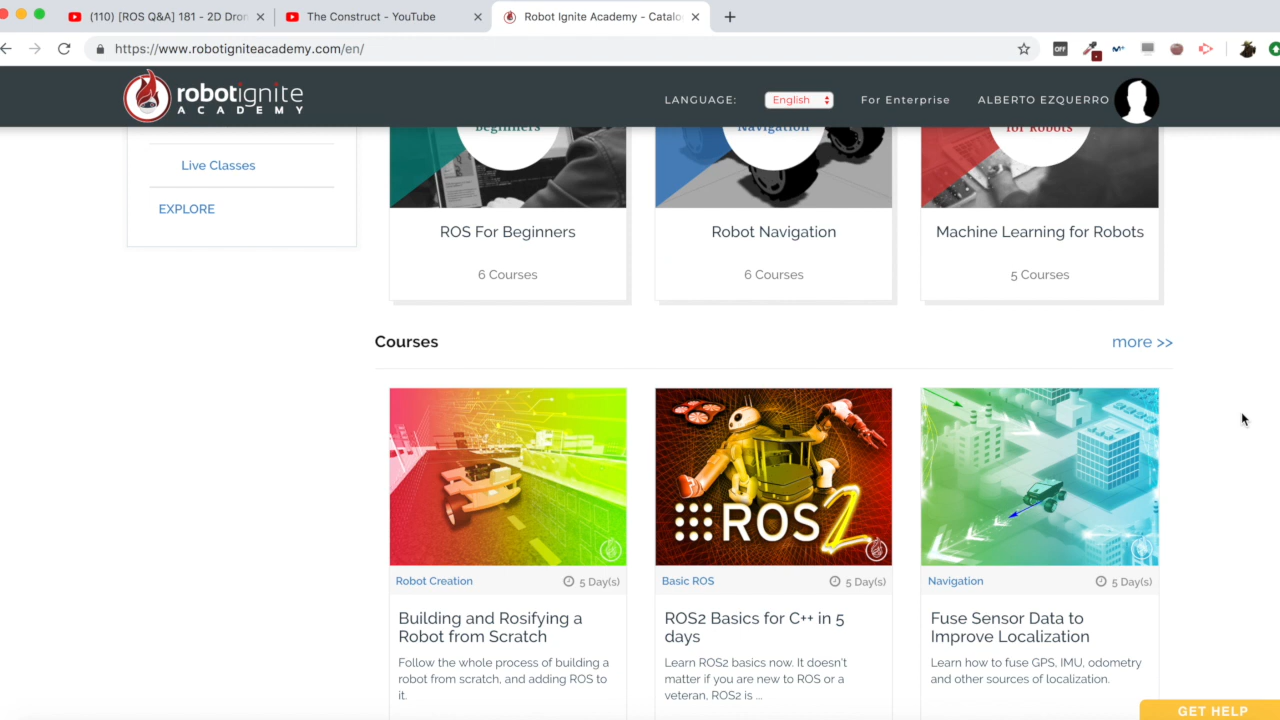 (110) [ROS Q&A] 181 - 2D Dron
The Construct - YouTube
Robot Ignite Academy - Catalo
https://www.robotigniteacademy.com/en/
OFF
robotignite
ACADEMY
LANGUAGE:
English
For Enterprise
ALBERTO EZQUERRO
Live Classes
EXPLORE
Beginners
Navigation
for Robots
ROS For Beginners
Robot Navigation
Machine Learning for Robots
6 Courses
6 Courses
5 Courses
Courses
more >>
ROS2
Robot Creation
5 Day(s)
Basic ROS
5 Day(s)
Navigation
5 Day(s)
Building and Rosifying a
Robot from Scratch
Follow the whole process of building a
robot from scratch, and adding ROS to
it.
ROS2 Basics for C++ in 5
days
Learn ROS2 basics now. It doesn't
matter if you are new to ROS or a
veteran, ROS2 is ...
Fuse Sensor Data to
Improve Localization
Learn how to fuse GPS, IMU, odometry
and other sources of localization.
GET HELP